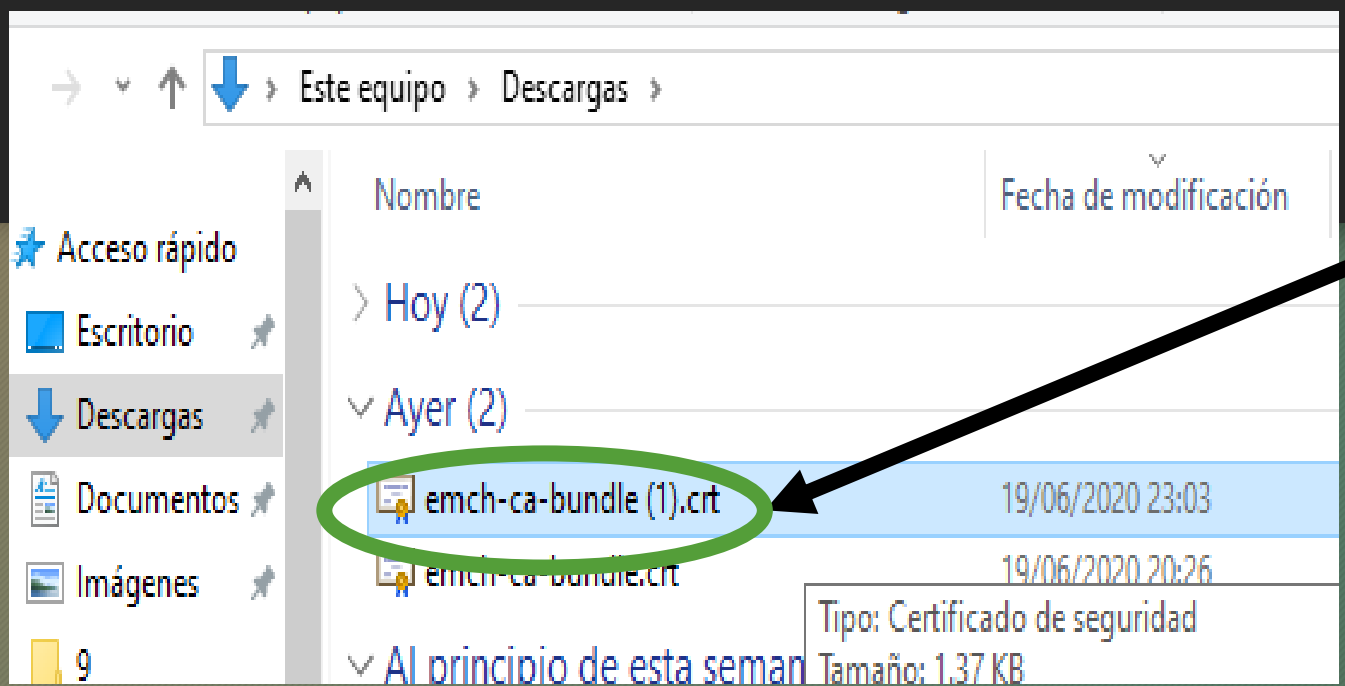 Este equipo > Descargas >
Nombre
Fecha de modificación
Acceso rápido
Hoy (2)
Escritorio
Ayer (2)
Descargas
emch-ca-bundle (1).crt
19/06/2020 23:03
Documentos
emch-ca-bundle.crt
19/06/2020 20:26
Imágenes
Tipo: Certificado de seguridad
9
Al principio de esta seman
Tamaño: 1,37 KB